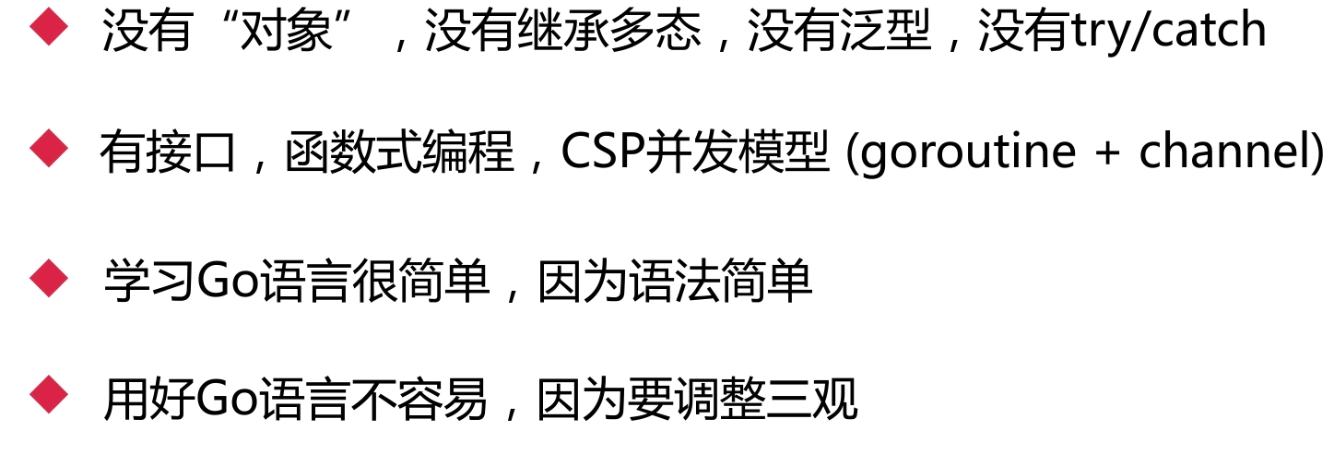 没有“对象”，没有继承多态，没有泛型，没有try/catch
有接口，函数式编程，CSP并发模型 (goroutine + channel)
学习Go语言很简单，因为语法简单
用好Go语言不容易，因为要调整三观